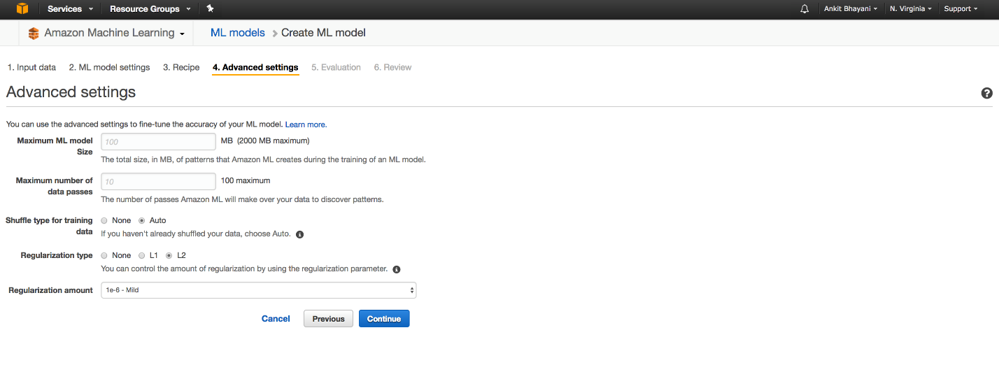 Services Resource Groups Ankit Bhayani N. Virginia Support
Amazon Machine Learning ML models Create ML model
1. Input data 2. ML model settings 3. Recipe 4. Advanced settings 5. Evaluation 6. Review
Advanced settings
You can use the advanced settings to fine-tune the accuracy of your ML model. Learn more.
Maximum ML model Size 100 MB (2000 MB maximum)
The total size, in MB, of patterns that Amazon ML creates during the training of an ML model.
Maximum number of data passes 10 100 maximum
The number of passes Amazon ML will make over your data to discover patterns.
Shuffle type for training data None Auto
If you haven't already shuffled your data, choose Auto.
Regularization type None L1 L2
You can control the amount of regularization by using the regularization parameter.
Regularization amount 1e-6 - Mild
Cancel Previous Continue